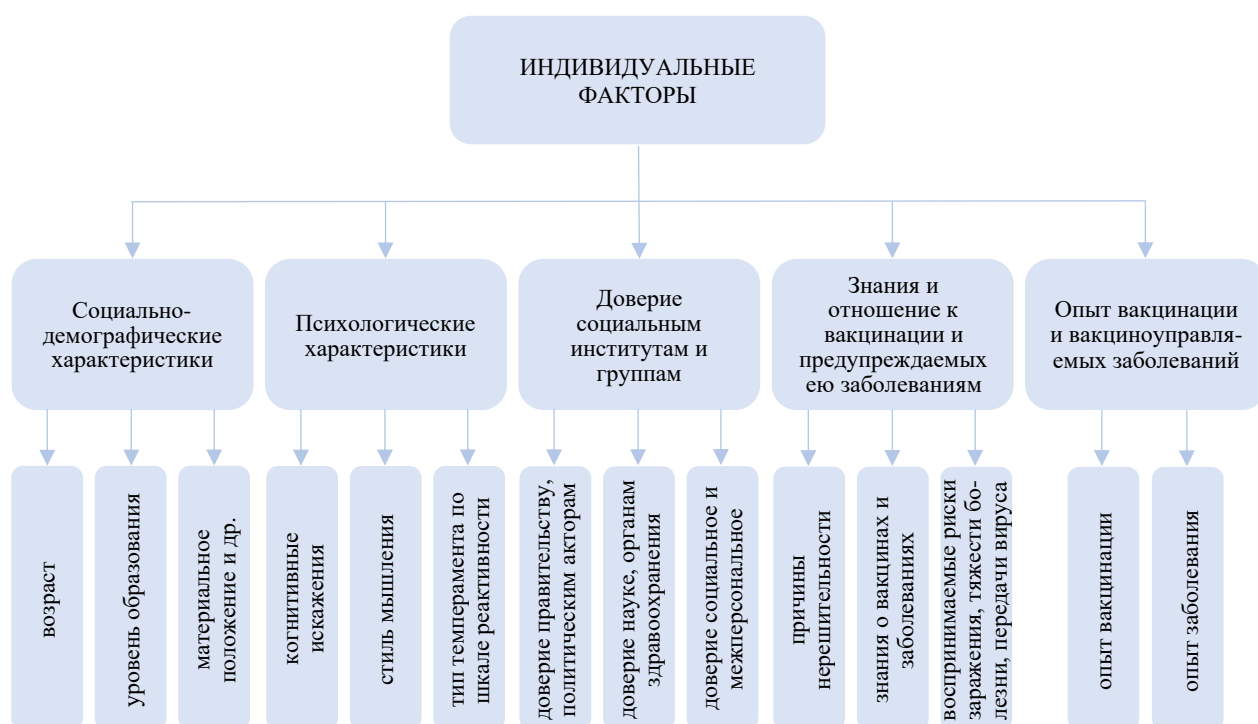 ИНДИВИДУАЛЬНЫЕ
ФАКТОРЫ
Социально-
демографические
характеристики
Психологические
характеристики
Доверие
социальным
институтам и
группам
Знания и
отношение к
вакцинации и
предупреждаемых
ею заболеваниям
Опыт вакцинации
и вакциноуправля-
емых заболеваний
возраст
уровень образования
материальное
положение и др.
когнитивные
искажения
стиль мышления
тип темперамента по
шкале реактивности
доверие правительству,
политическим акторам
доверие науке, органам
здравоохранения
доверие социальное и
межперсональное
причины
нерешительности
знания о вакцинах и
заболеваниях
воспринимаемые риски
заражения, тяжести бо-
лезни, передачи вируса
опыт вакцинации
опыт заболевания